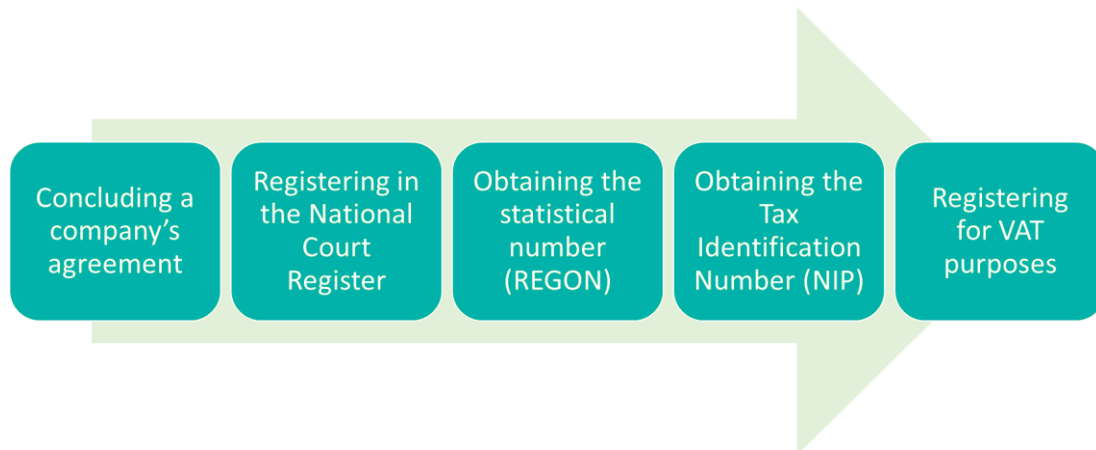 Concluding a
company’s
agreement
Registering in
the National
Court
Register
Obtaining the
statistical
number
(REGON)
Obtaining the
Tax
Identification
Number (NIP)
Registering
for VAT
purposes